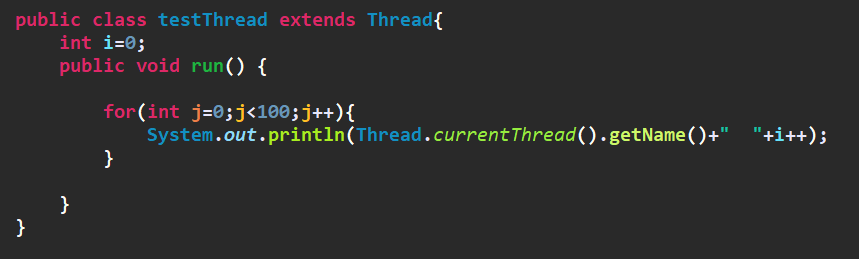 public class testThread extends Thread{
    int i=0;
    public void run() {
        for(int j=0;j<100;j++){
            System.out.println(Thread.currentThread().getName()+"  "+i++);
        }
    }
}